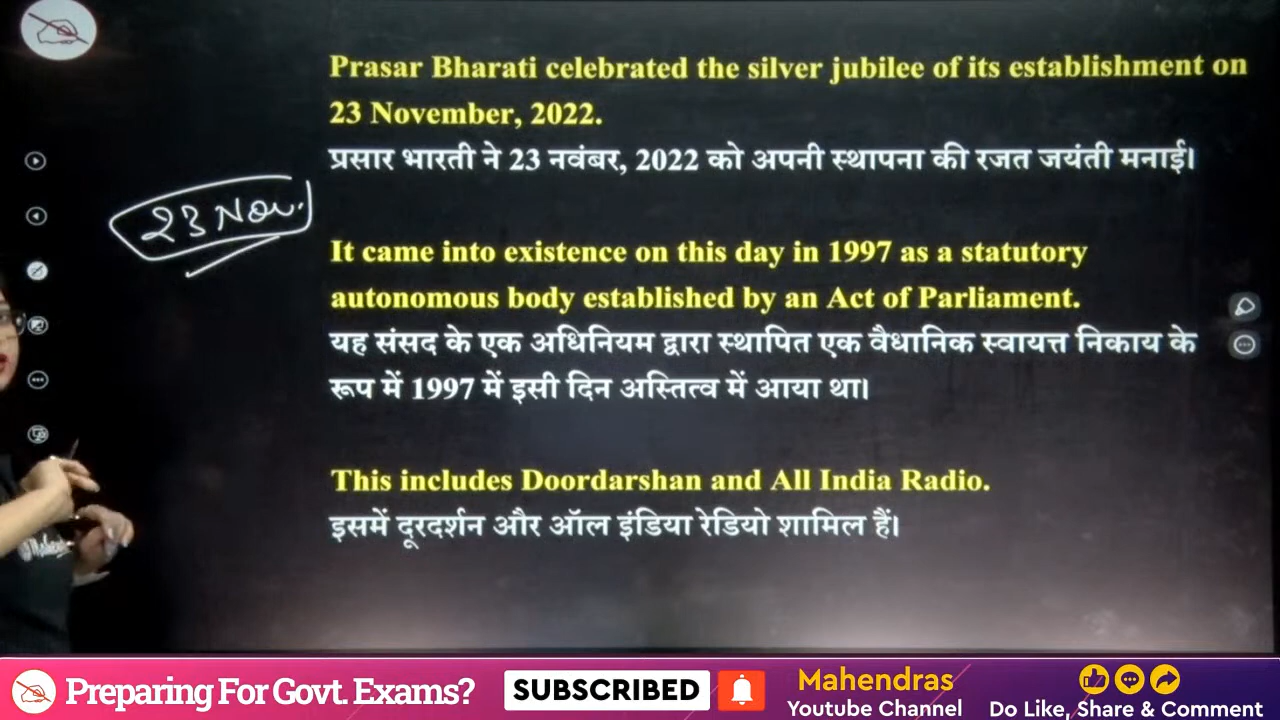 Prasar Bharati celebrated the silver jubilee of its establishment on
23 November, 2022.
प्रसार भारती ने 23 नवंबर, 2022 को अपनी स्थापना की रजत जयंती मनाई।
23 Nov.
It came into existence on this day in 1997 as a statutory
autonomous body established by an Act of Parliament.
यह संसद के एक अधिनियम द्वारा स्थापित एक वैधानिक स्वायत्त निकाय के
रूप में 1997 में इसी दिन अस्तित्व में आया था।
This includes Doordarshan and All India Radio.
इसमें दूरदर्शन और ऑल इंडिया रेडियो शामिल हैं।
Preparing For Govt. Exams?
SUBSCRIBED
Mahendras
Youtube Channel
Do Like, Share & Comment